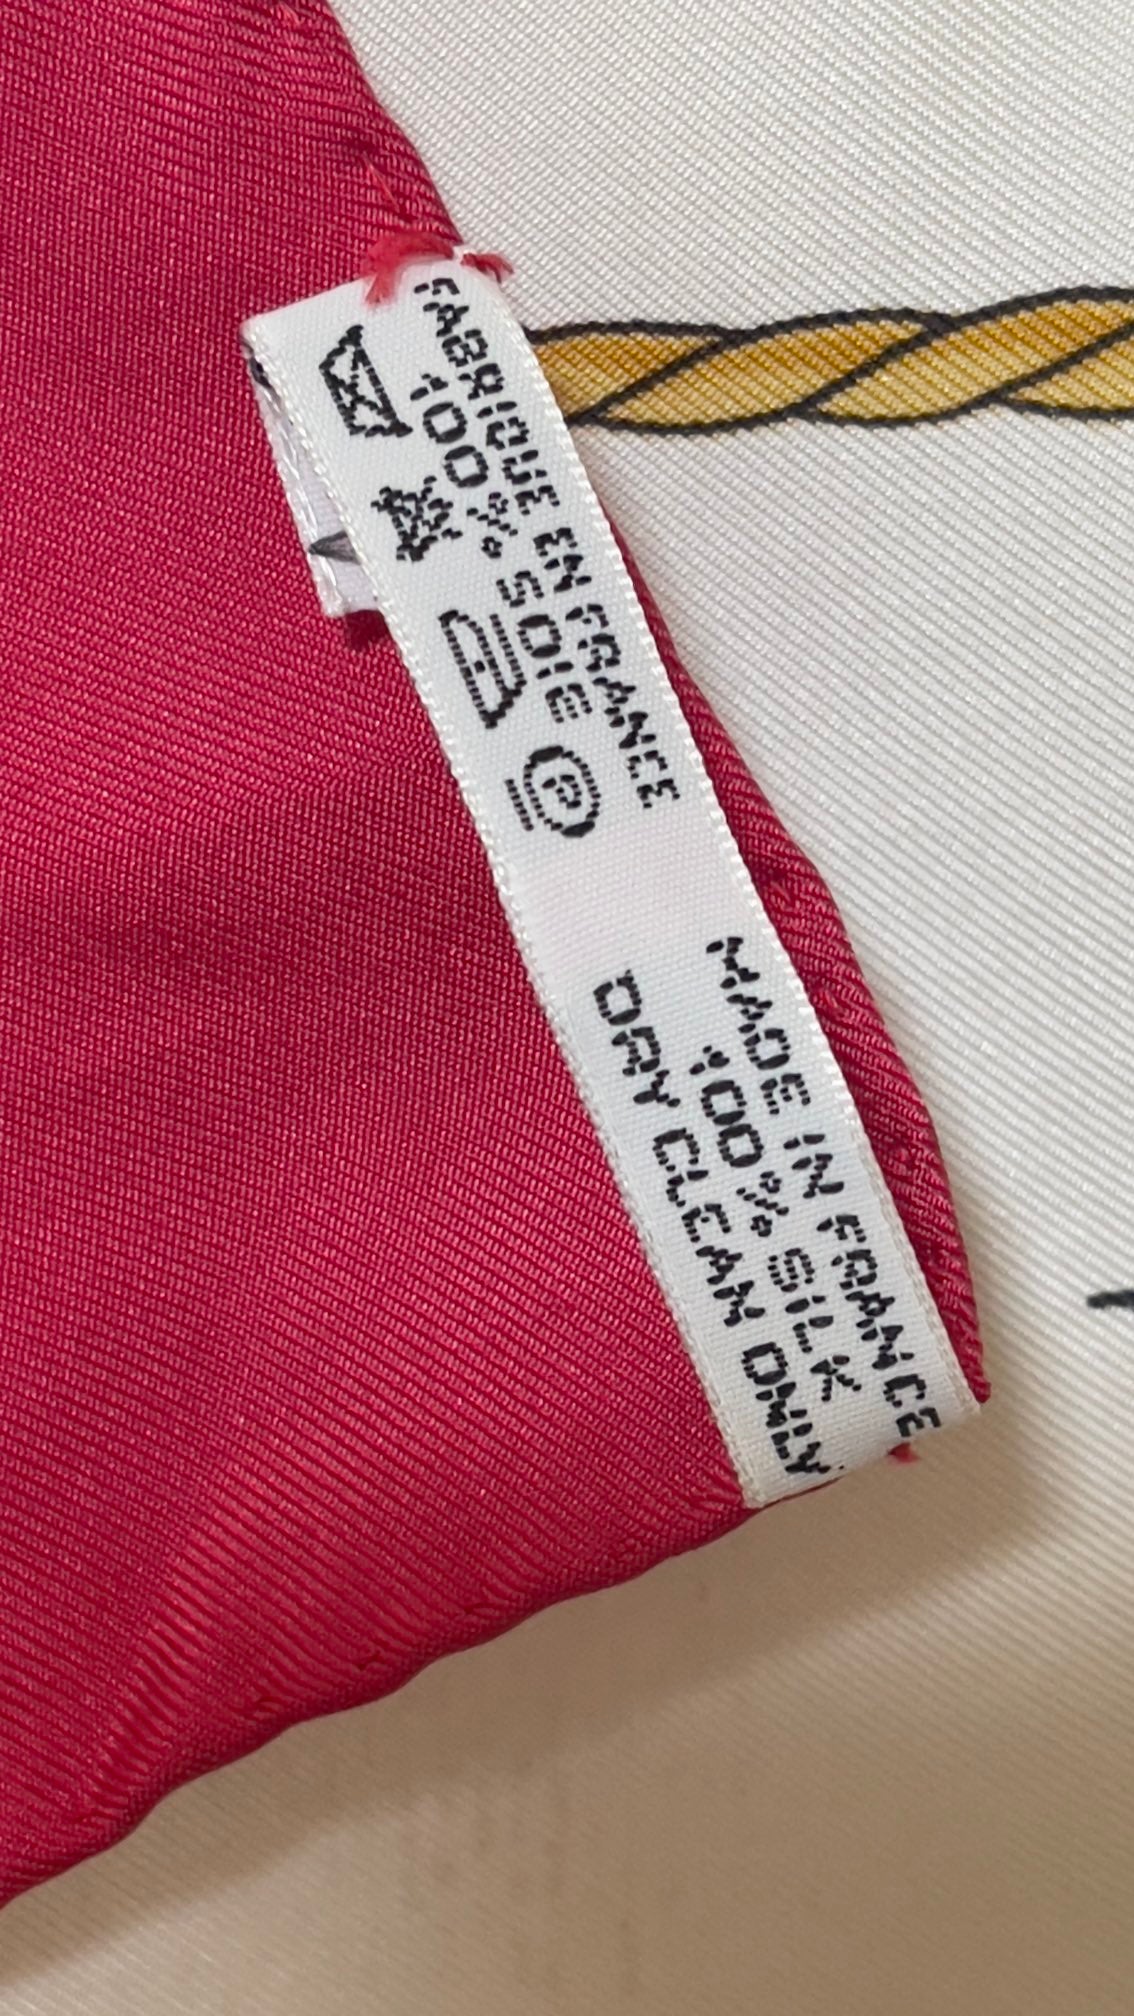 FABRIQUE EN FRANCE
100% SOIE
P
MADE IN FRANCE
100% SILK
DRY CLEAN ONLY